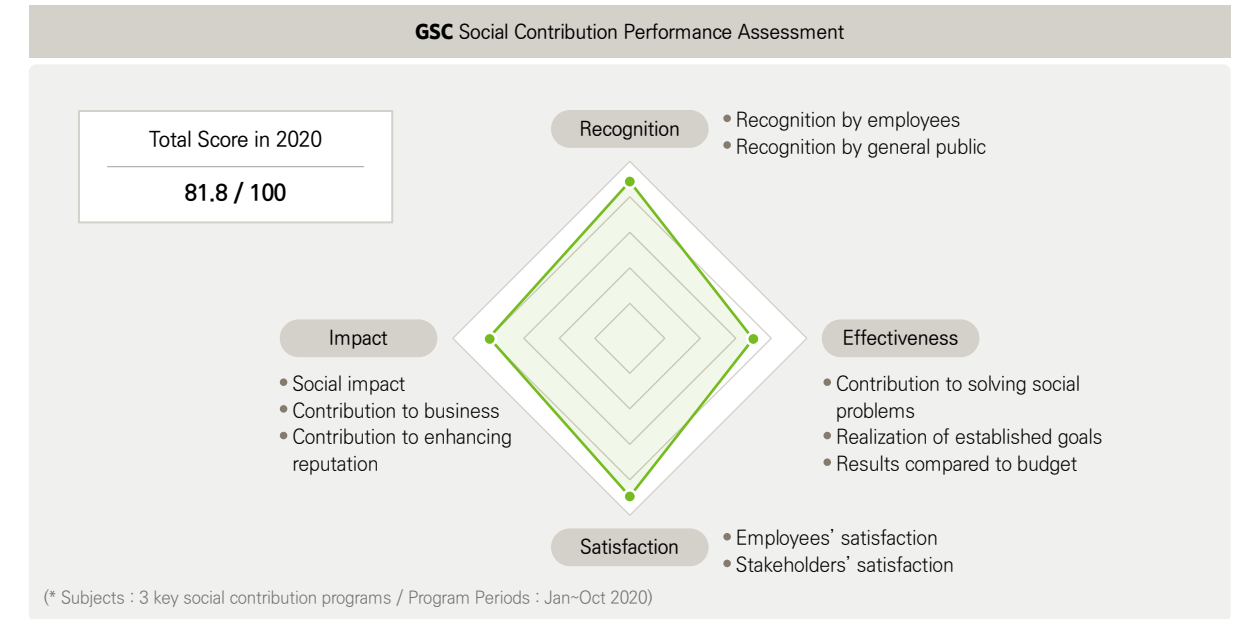 GSC Social Contribution Performance Assessment
Total Score in 2020
81.8 / 100
Recognition
• Recognition by employees
• Recognition by general public
Impact
• Social impact
• Contribution to business
• Contribution to enhancing
reputation
Effectiveness
• Contribution to solving social
problems
• Realization of established goals
• Results compared to budget
Satisfaction
• Employees’ satisfaction
• Stakeholders’ satisfaction
(* Subjects : 3 key social contribution programs / Program Periods : Jan~Oct 2020)